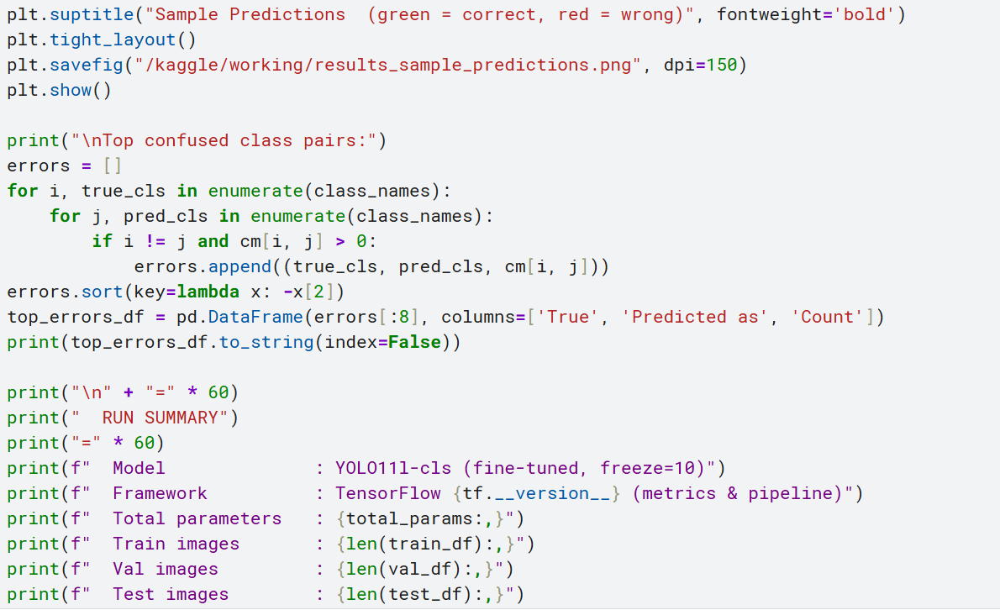 plt.suptitle("Sample Predictions  (green = correct, red = wrong)", fontweight='bold')
plt.tight_layout()
plt.savefig("/kaggle/working/results_sample_predictions.png", dpi=150)
plt.show()

print("\nTop confused class pairs:")
errors = []
for i, true_cls in enumerate(class_names):
    for j, pred_cls in enumerate(class_names):
        if i != j and cm[i, j] > 0:
            errors.append((true_cls, pred_cls, cm[i, j]))
errors.sort(key=lambda x: -x[2])
top_errors_df = pd.DataFrame(errors[:8], columns=['True', 'Predicted as', 'Count'])
print(top_errors_df.to_string(index=False))

print("\n" + "=" * 60)
print("  RUN SUMMARY")
print("=" * 60)
print(f"  Model              : YOLO11l-cls (fine-tuned, freeze=10)")
print(f"  Framework          : TensorFlow {tf.__version__} (metrics & pipeline)")
print(f"  Total parameters   : {total_params:,}")
print(f"  Train images       : {len(train_df):,}")
print(f"  Val images         : {len(val_df):,}")
print(f"  Test images        : {len(test_df):,}")